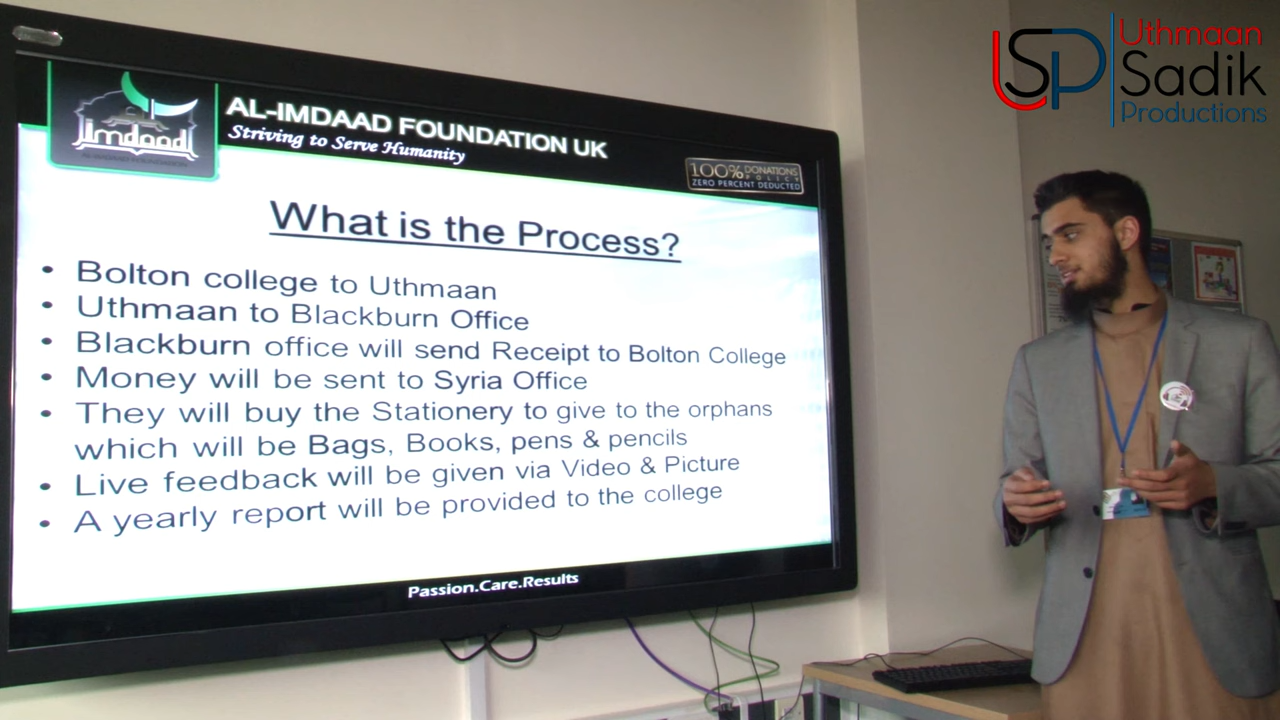 Uthmaan
USP Sadik
Productions
Imdaad
AL-IMDAAD FOUNDATION
AL-IMDAAD FOUNDATION UK
Striving to Serve Humanity
100% DONATIONS
POLICY
ZERO PERCENT DEDUCTED
What is the Process?
• Bolton college to Uthmaan
• Uthmaan to Blackburn Office
• Blackburn office will send Receipt to Bolton College
• Money will be sent to Syria Office
• They will buy the Stationery to give to the orphans
which will be Bags, Books, pens & pencils
• Live feedback will be given via Video & Picture
• A yearly report will be provided to the college
Passion.Care.Results